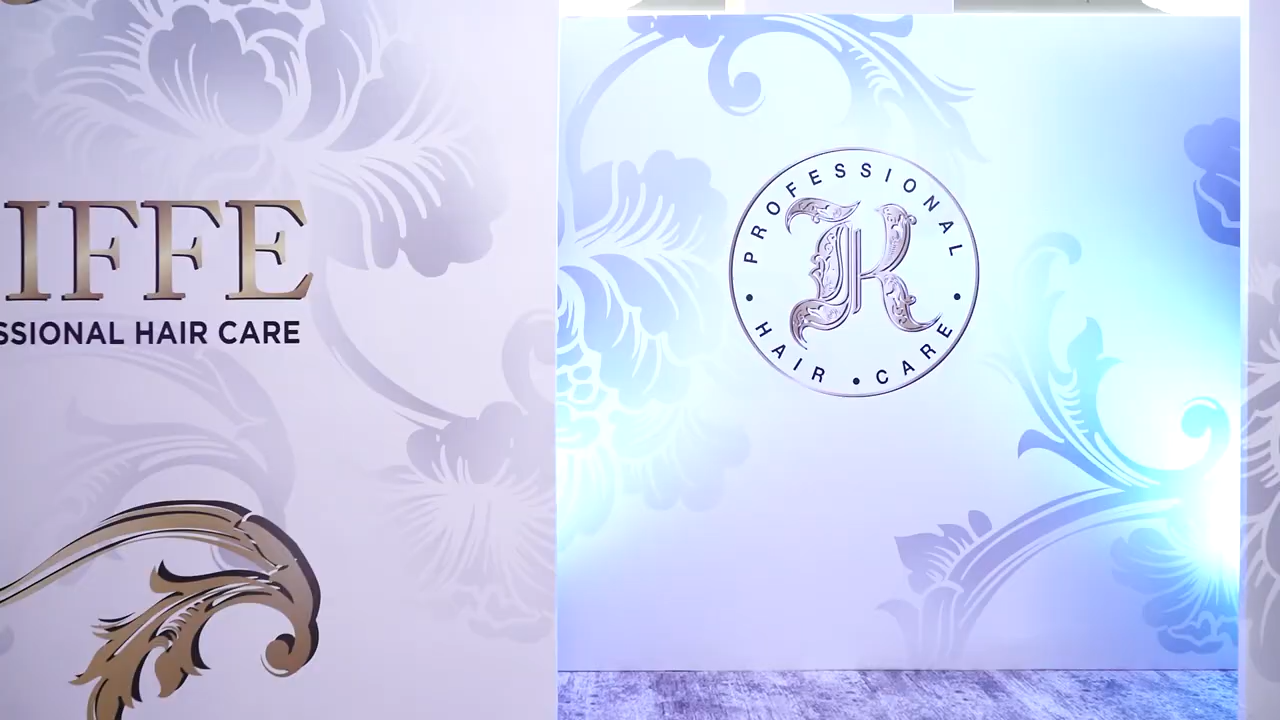 IFFE
SSIONAL HAIR CARE
PROFESSIONAL
K
• HAIR • CARE •